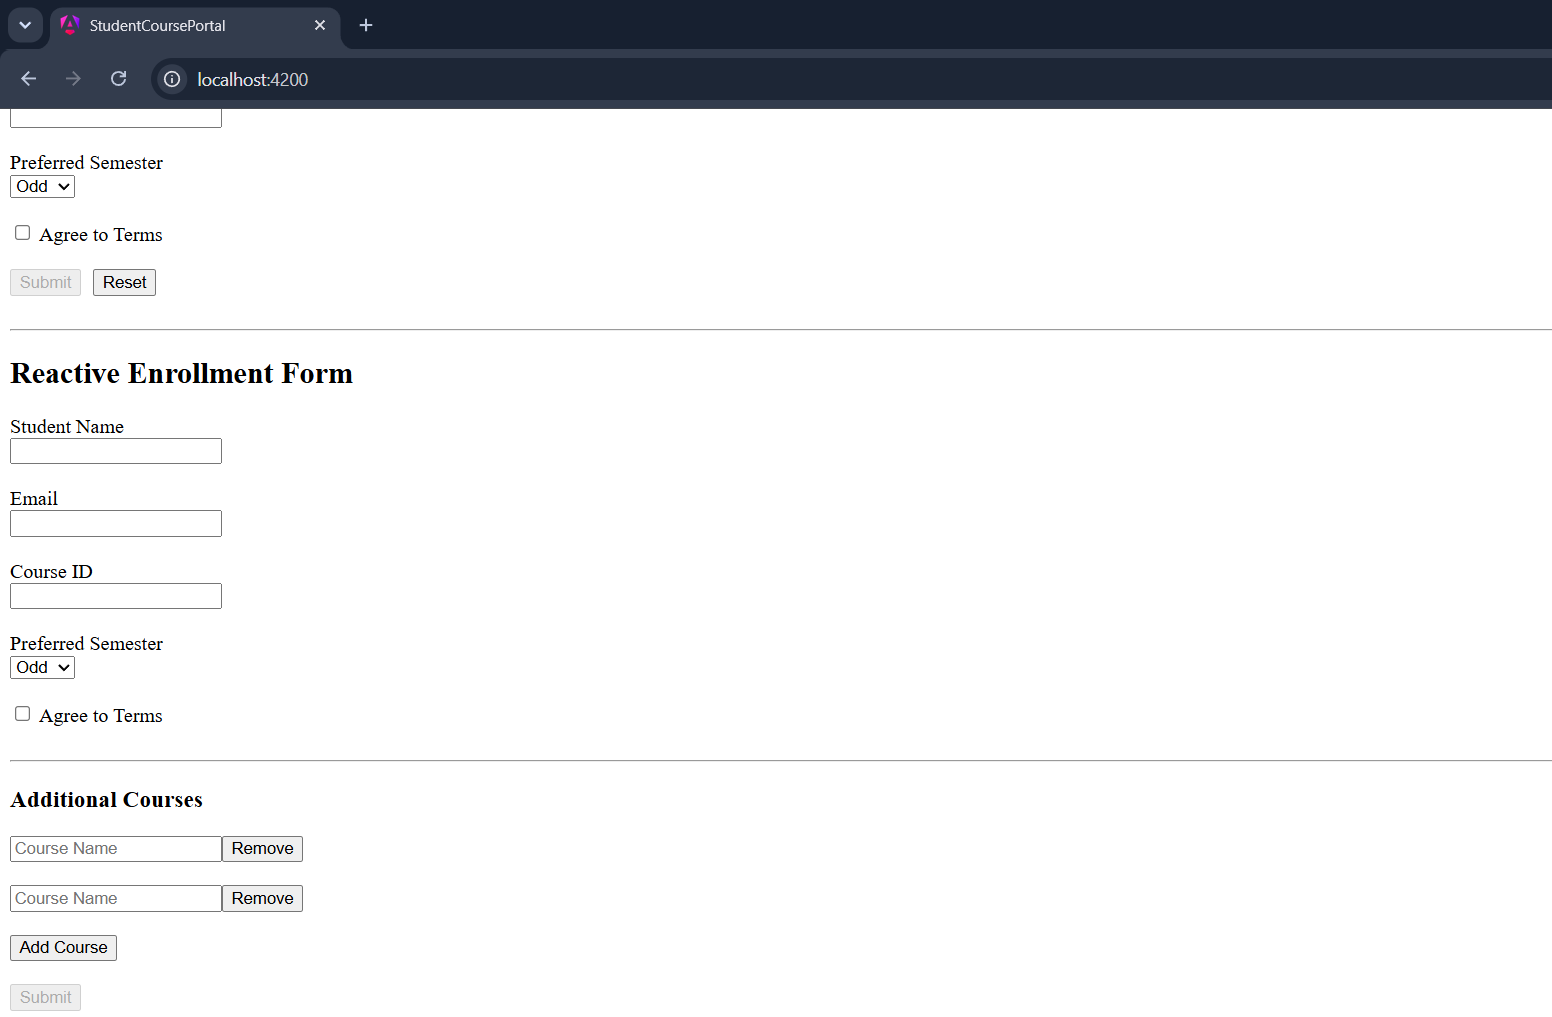 StudentCoursePortal
localhost:4200
Preferred Semester
Odd
Agree to Terms
Submit Reset
Reactive Enrollment Form
Student Name
Email
Course ID
Preferred Semester
Odd
Agree to Terms
Additional Courses
Course Name Remove
Course Name Remove
Add Course
Submit